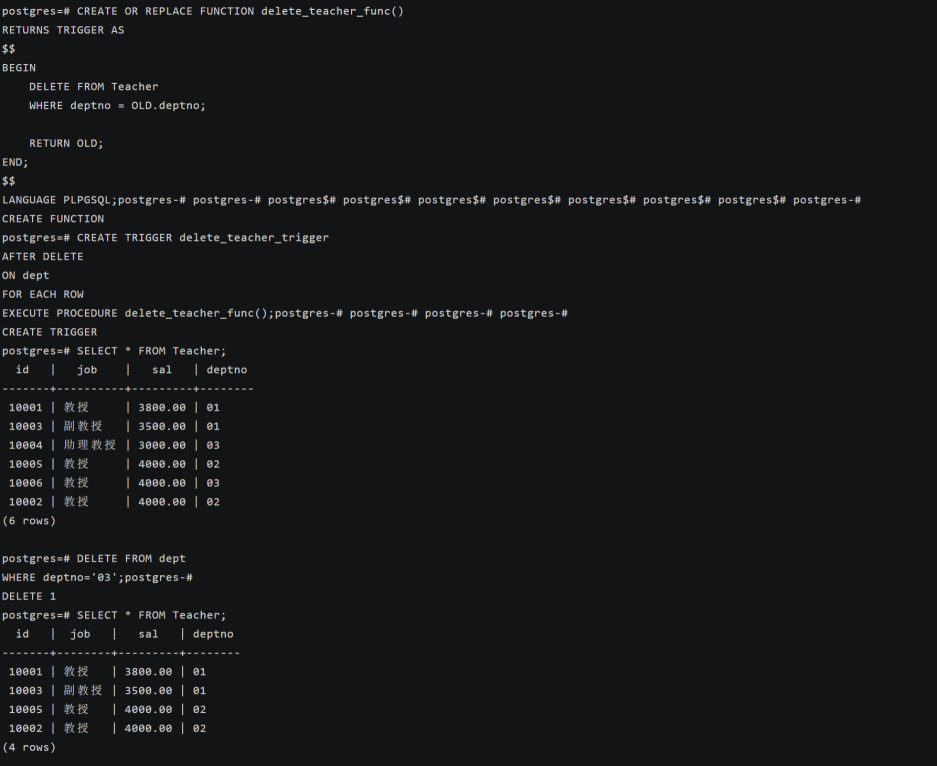 postgres=# CREATE OR REPLACE FUNCTION delete_teacher_func()
RETURNS TRIGGER AS
$$
BEGIN
    DELETE FROM Teacher
    WHERE deptno = OLD.deptno;

    RETURN OLD;
END;
$$
LANGUAGE PLPGSQL;postgres-# postgres-# postgres$# postgres$# postgres$# postgres$# postgres$# postgres$# postgres$# postgres-#
CREATE FUNCTION
postgres=# CREATE TRIGGER delete_teacher_trigger
AFTER DELETE
ON dept
FOR EACH ROW
EXECUTE PROCEDURE delete_teacher_func();postgres-# postgres-# postgres-# postgres-#
CREATE TRIGGER
postgres=# SELECT * FROM Teacher;
  id   |   job    |   sal   | deptno
-------+----------+---------+--------
 10001 | 教授     | 3800.00 | 01
 10003 | 副教授   | 3500.00 | 01
 10004 | 助理教授 | 3000.00 | 03
 10005 | 教授     | 4000.00 | 02
 10006 | 教授     | 4000.00 | 03
 10002 | 教授     | 4000.00 | 02
(6 rows)

postgres=# DELETE FROM dept
WHERE deptno='03';postgres-#
DELETE 1
postgres=# SELECT * FROM Teacher;
  id   |  job   |   sal   | deptno
-------+--------+---------+--------
 10001 | 教授   | 3800.00 | 01
 10003 | 副教授 | 3500.00 | 01
 10005 | 教授   | 4000.00 | 02
 10002 | 教授   | 4000.00 | 02
(4 rows)